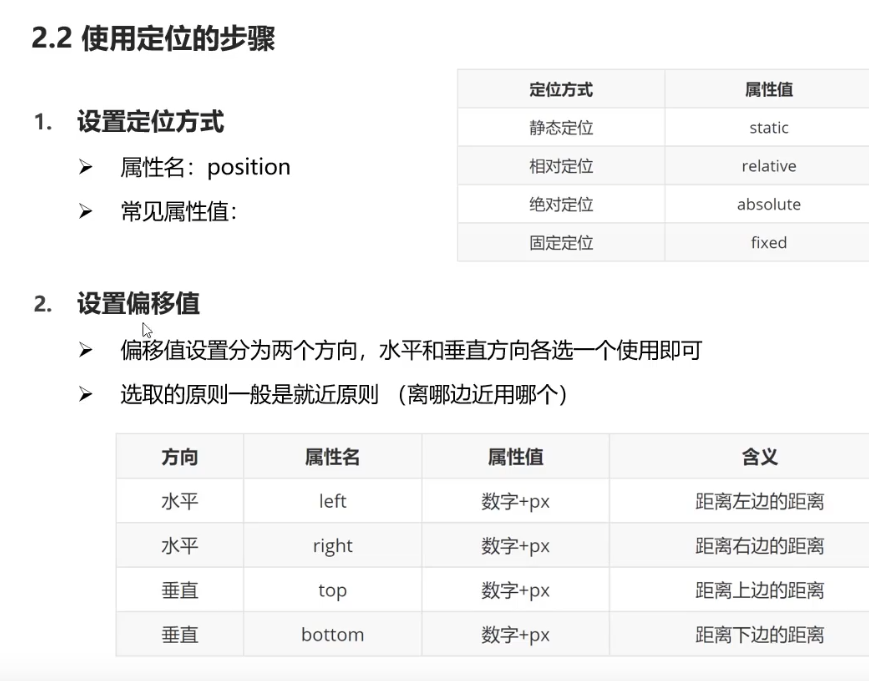 2.2 使用定位的步骤
1. 设置定位方式
➢ 属性名：position
➢ 常见属性值：
定位方式 属性值
静态定位 static
相对定位 relative
绝对定位 absolute
固定定位 fixed
2. 设置偏移值
➢ 偏移值设置分为两个方向，水平和垂直方向各选一个使用即可
➢ 选取的原则一般是就近原则 （离哪边近用哪个）
方向 属性名 属性值 含义
水平 left 数字+px 距离左边的距离
水平 right 数字+px 距离右边的距离
垂直 top 数字+px 距离上边的距离
垂直 bottom 数字+px 距离下边的距离